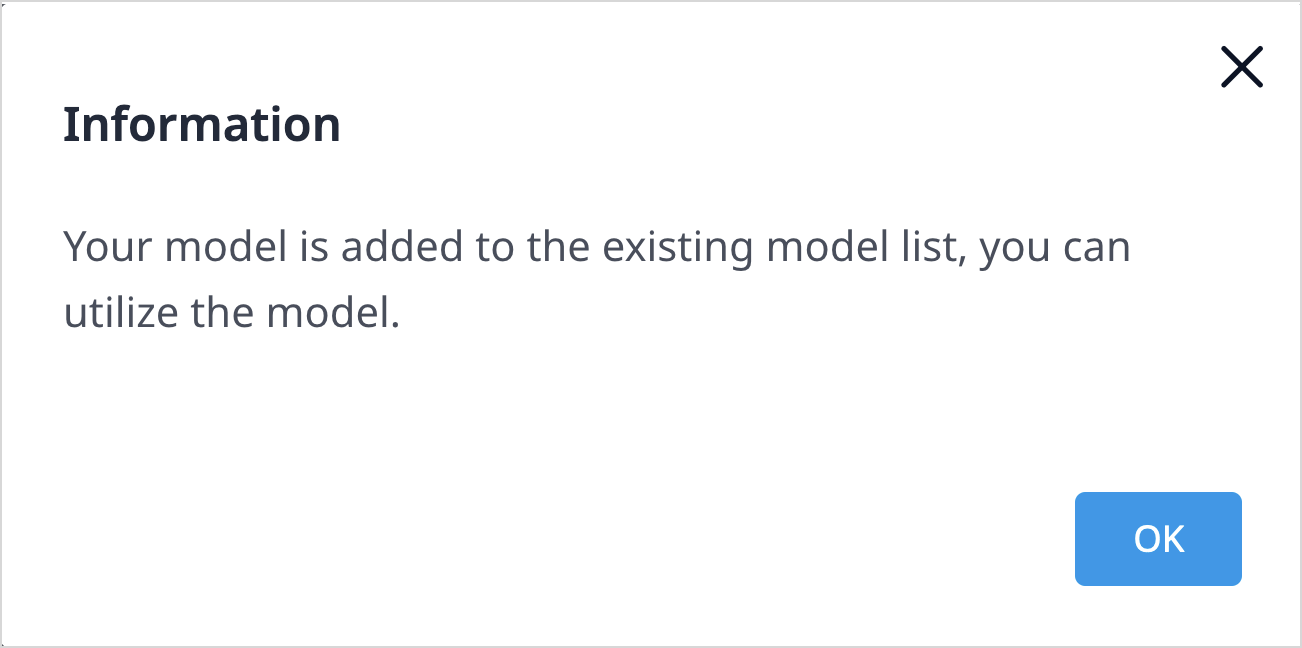 Information
Your model is added to the existing model list, you can
utilize the model.
OK